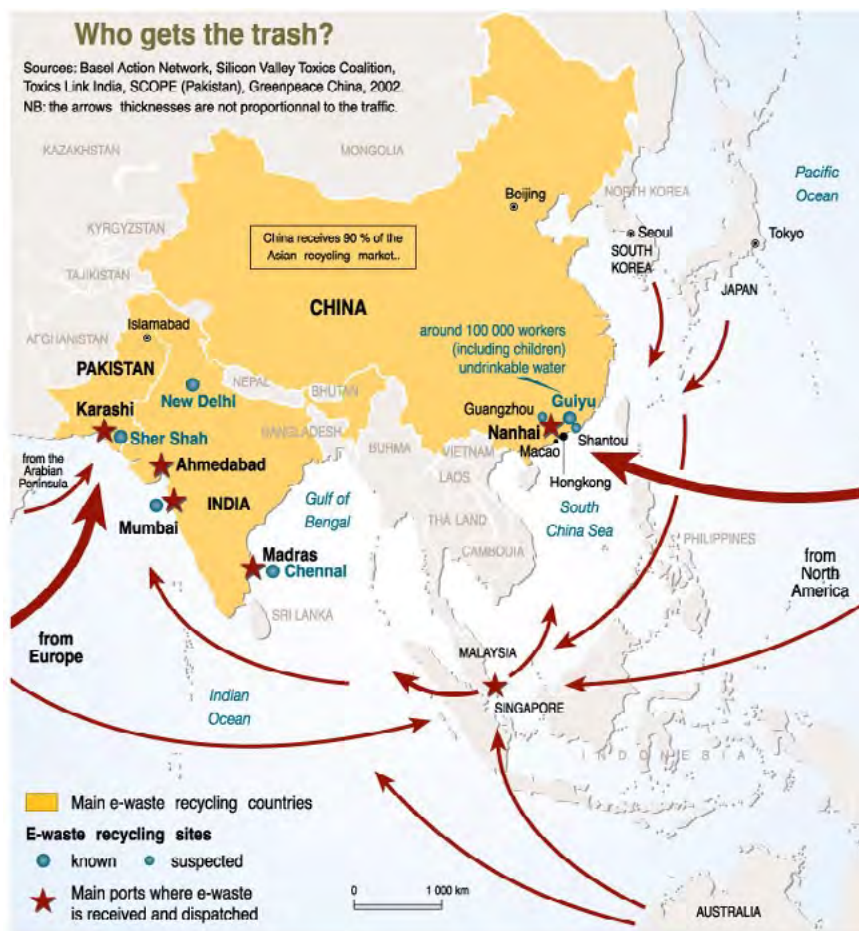 Who gets the trash?
Sources: Basel Action Network, Silicon Valley Toxics Coalition,
Toxics Link India, SCOPE (Pakistan), Greenpeace China, 2002.
NB: the arrows thicknesses are not proportionnal to the traffic.
KAZAKHSTAN
MONGOLIA
Pacific
Ocean
Beijing
NORTH KOREA
KYRGYZSTAN
China receives 90 % of the
Asian recycling market..
Seoul
SOUTH
KOREA
Tokyo
TAJIKISTAN
JAPAN
CHINA
Islamabad
AFGHANISTAN
around 100 000 workers
(including children)
undrinkable water
PAKISTAN
NEPAL
BHUTAN
New Delhi
Guiyu
Karashi
Guangzhou
Sher Shah
BANGLADESH
Nanhai
Shantou
from the
Arabian
Peninsula
BURMA
VIETNAM
Macao
Ahmedabad
LAOS
Hongkong
INDIA
Gulf of
Bengal
South
China Sea
Mumbai
THA LAND
PHILIPPINES
Madras
CAMBOUIA
from
North
America
Chennal
SRI LANKA
from
Europe
MALAYSIA
Indian
Ocean
SINGAPORE
INDONESIA
Main e-waste recycling countries
E-waste recycling sites
known
suspected
Main ports where e-waste
is received and dispatched
0
1 000 km
AUSTRALIA